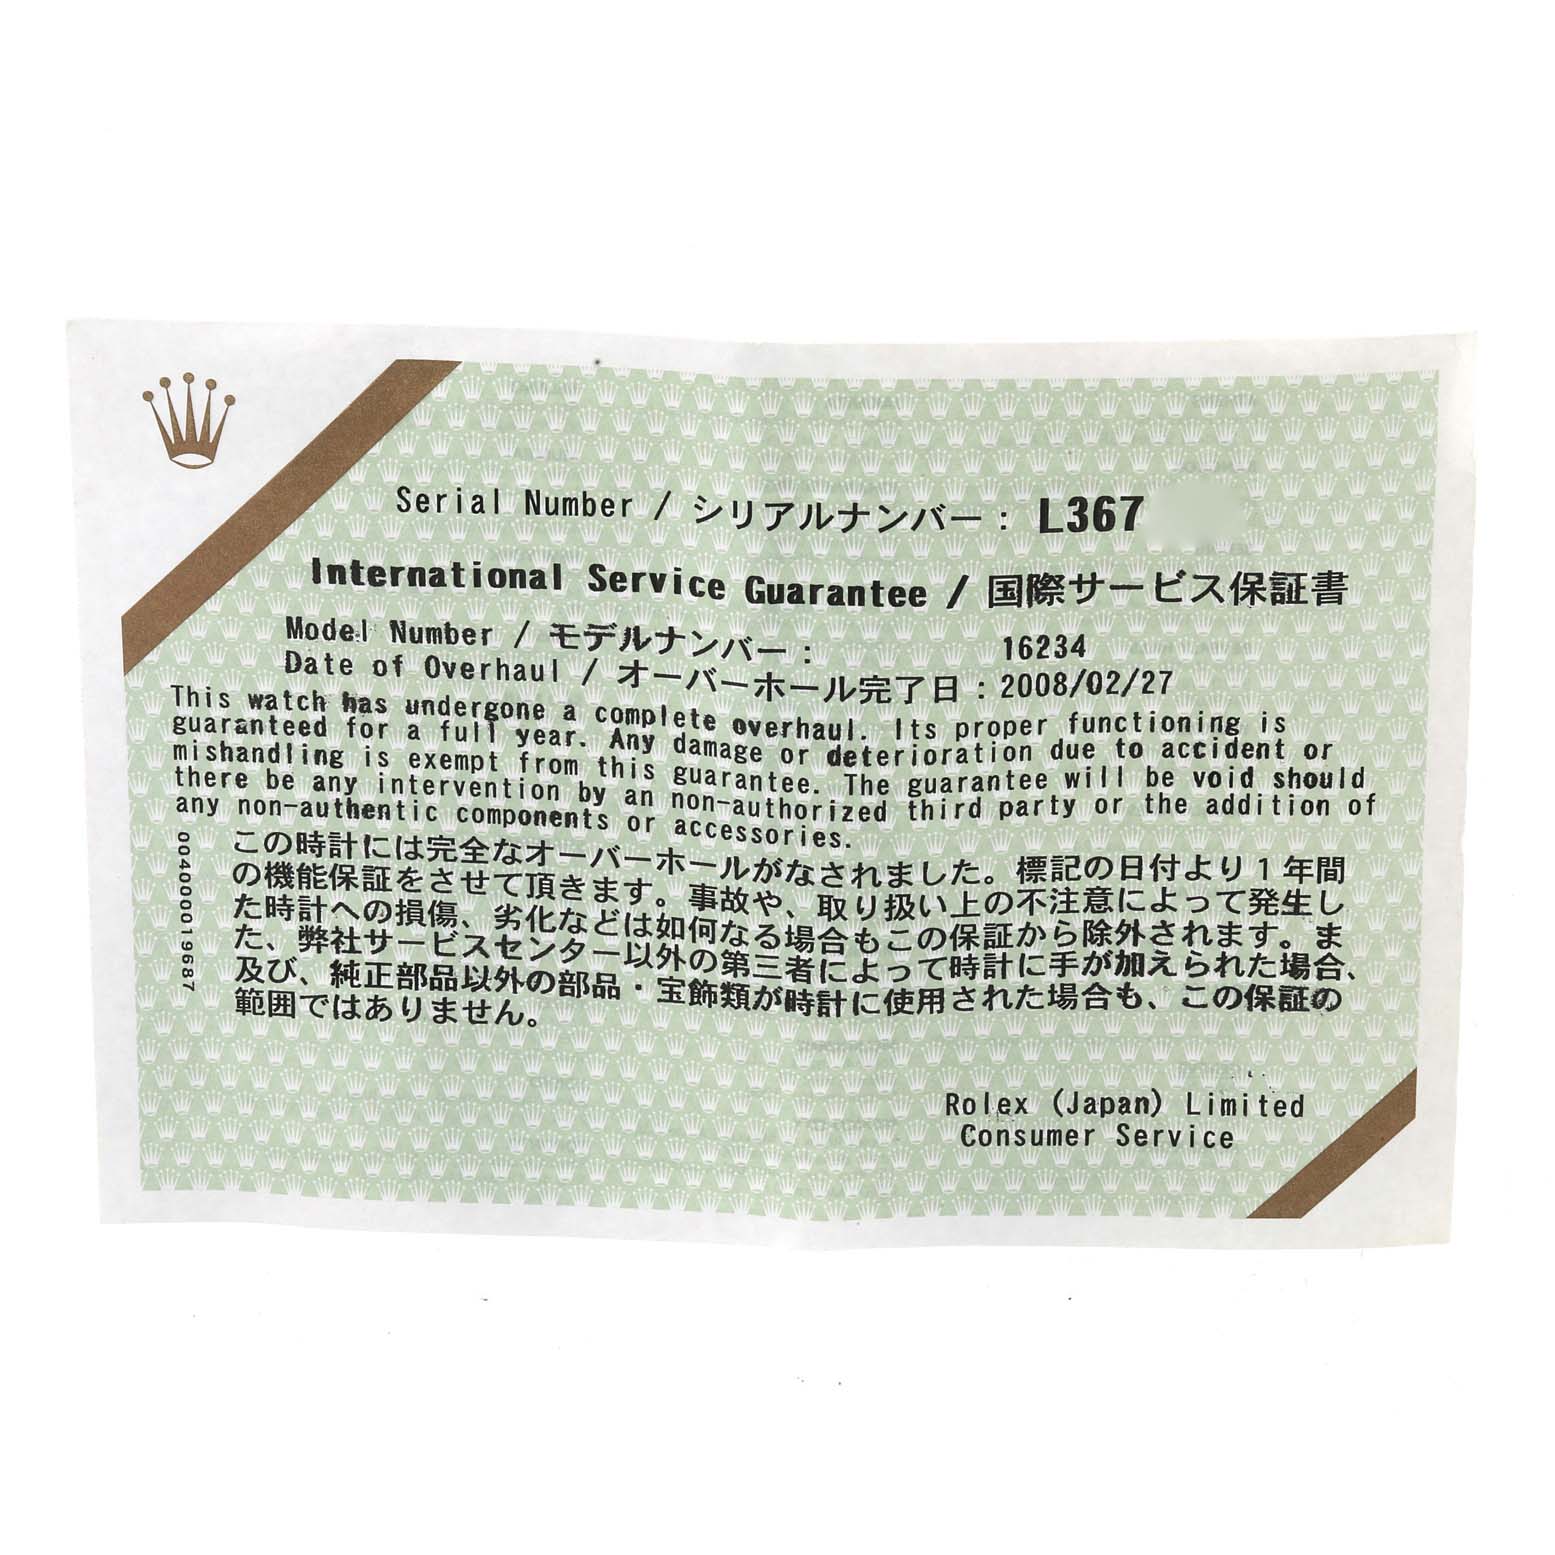 Serial Number / シリアルナンバー : L367
International Service Guarantee / 国際サービス保証書
Model Number / モデルナンバー : 16234
Date of Overhaul / オーバーホール完了日 : 2008/02/27
This watch has undergone a complete overhaul. Its proper functioning is
guaranteed for a full year. Any damage or deterioration due to accident or
mishandling is exempt from this guarantee. The guarantee will be void should
there be any intervention by an non-authorized third party or the addition of
any non-authentic components or accessories.
この時計には完全なオーバーホールがなされました。標記の日付より1年間
の機能保証をさせて頂きます。事故や、取り扱い上の不注意によって発生し
た時計への損傷、劣化などは如何なる場合もこの保証から除外されます。ま
た、弊社サービスセンター以外の第三者によって時計に手が加えられた場合、
及び、純正部品以外の部品・宝飾類が時計に使用された場合も、この保証の
範囲ではありません。
004000019687
Rolex (Japan) Limited
Consumer Service